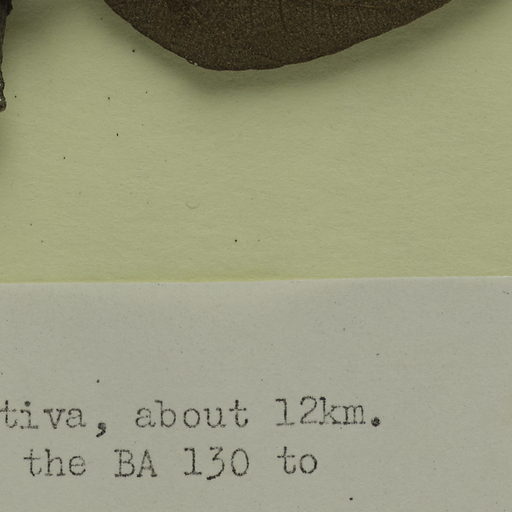 tiva, about 12km.
the BA 130 to